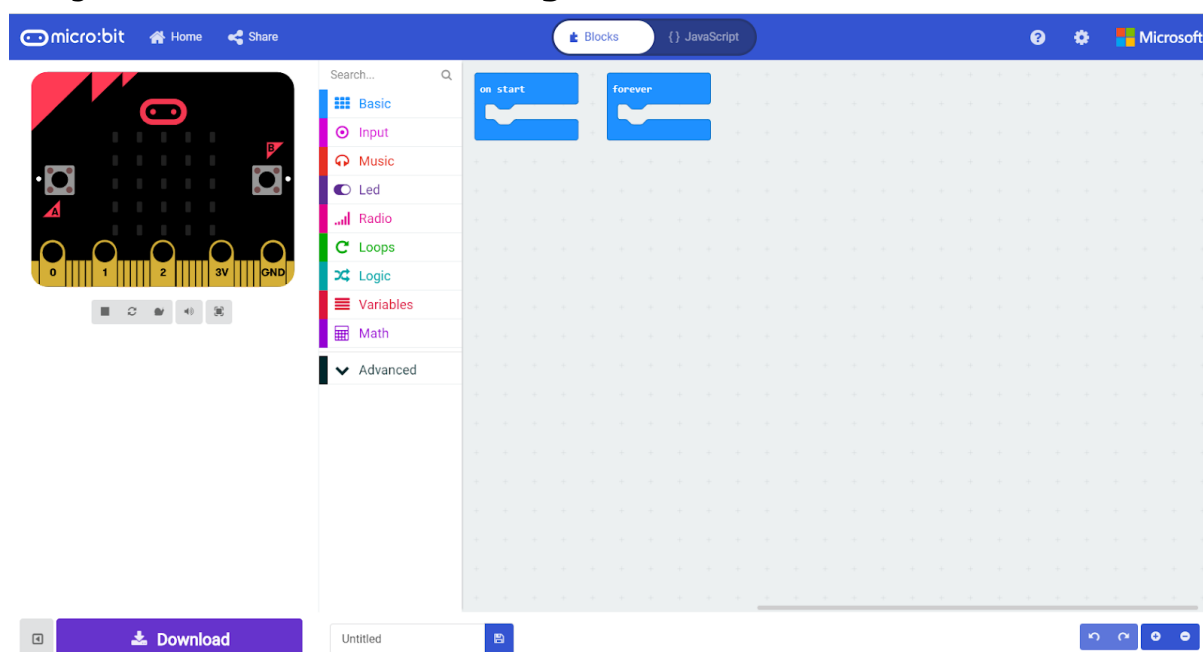 micro:bit Home Share Blocks {} JavaScript Microsoft
Search...
Basic
Input
Music
Led
Radio
Loops
Logic
Variables
Math
Advanced
on start
forever
A
B
0 1 2 3V GND
Download
Untitled